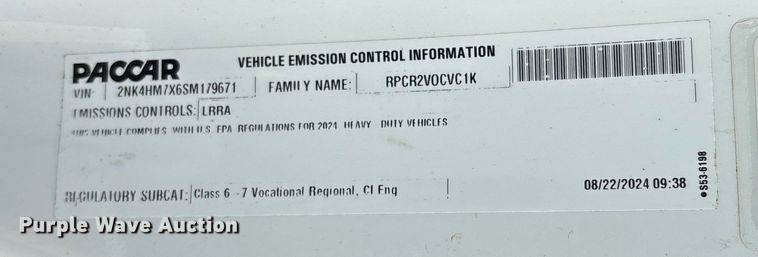 PACCAR VEHICLE EMISSION CONTROL INFORMATION
VIN: 2NK4HM7X6SM179671 FAMILY NAME: RPCR2VOCVC1K
EMISSIONS CONTROLS: LRRA
THIS VEHICLE COMPLIES WITH U.S. EPA REGULATIONS FOR 2024 HEAVY - DUTY VEHICLES
REGULATORY SUBCAT: Class 6 - 7 Vocational Regional, CI Eng
08/22/2024 09:38
●S53-6198
Purple Wave Auction